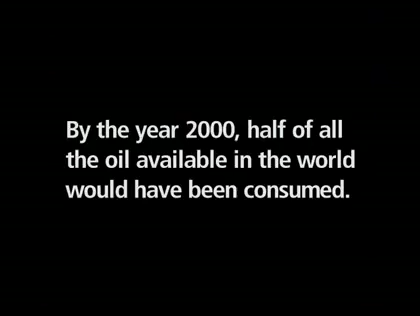 By the year 2000, half of all
the oil available in the world
would have been consumed.